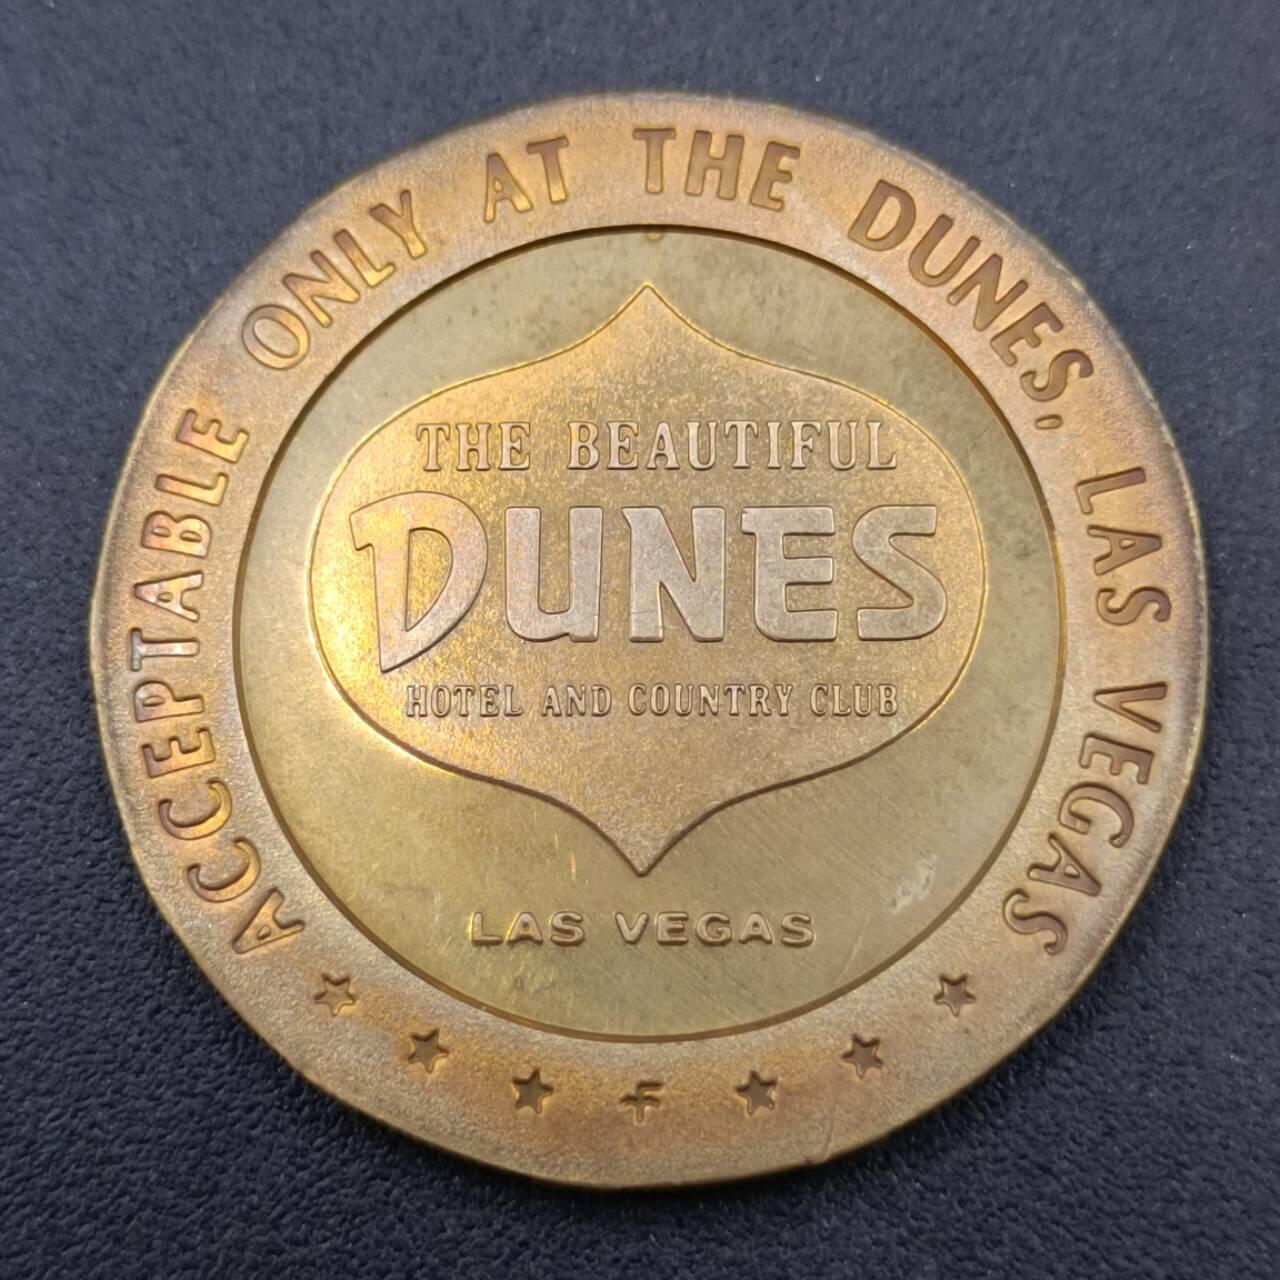 ACCEPTABLE ONLY AT THE DUNES, LAS VEGAS
THE BEAUTIFUL
DUNES
HOTEL AND COUNTRY CLUB
LAS VEGAS
F